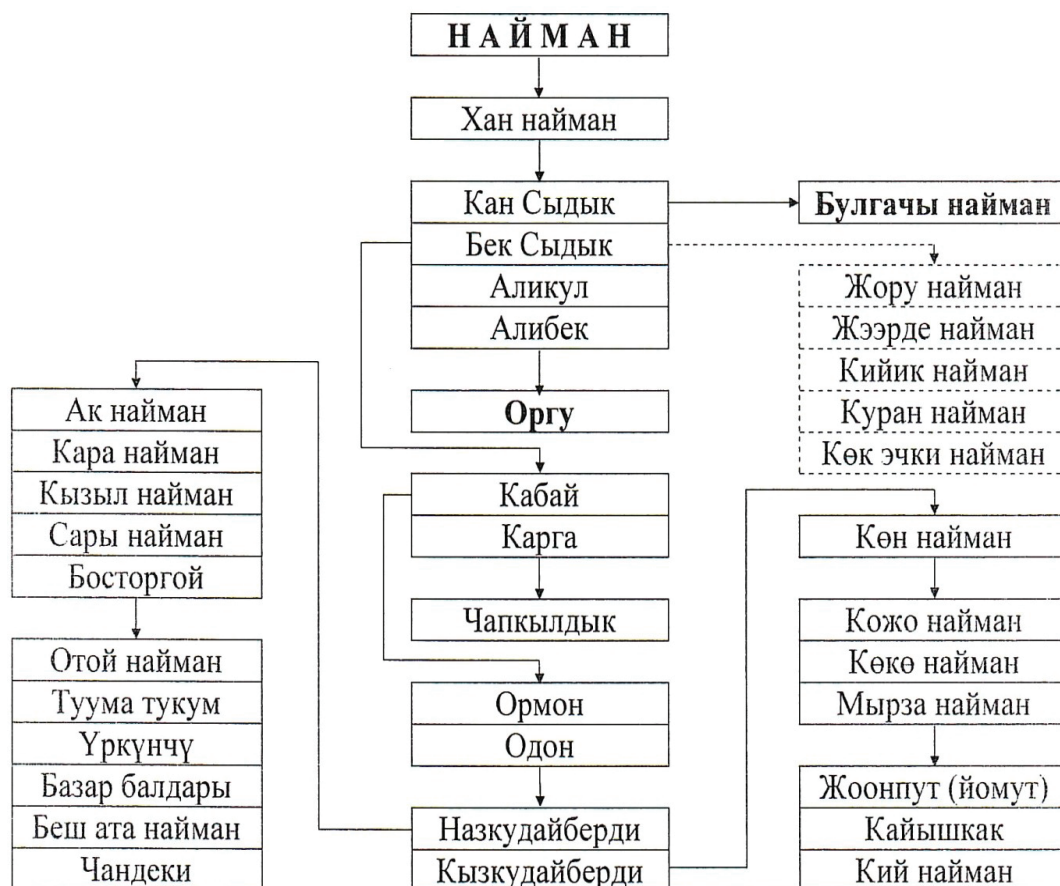 НАЙМАН
Хан найман
Кан Сыдык
Бек Сыдык
Аликул
Алибек
Булгачы найман
Жору найман
Жээрде найман
Кийик найман
Куран найман
Көк эчки найман
Оргу
Ак найман
Кара найман
Кызыл найман
Сары найман
Босторгой
Кабай
Карга
Көн найман
Чапкылдык
Кожо найман
Көкө найман
Мырза найман
Отой найман
Туума тукум
Үркүнчү
Базар балдары
Беш ата найман
Чандеки
Ормон
Одон
Назкудайберди
Кызкудайберди
Жоонпут (йомут)
Кайышкак
Кий найман